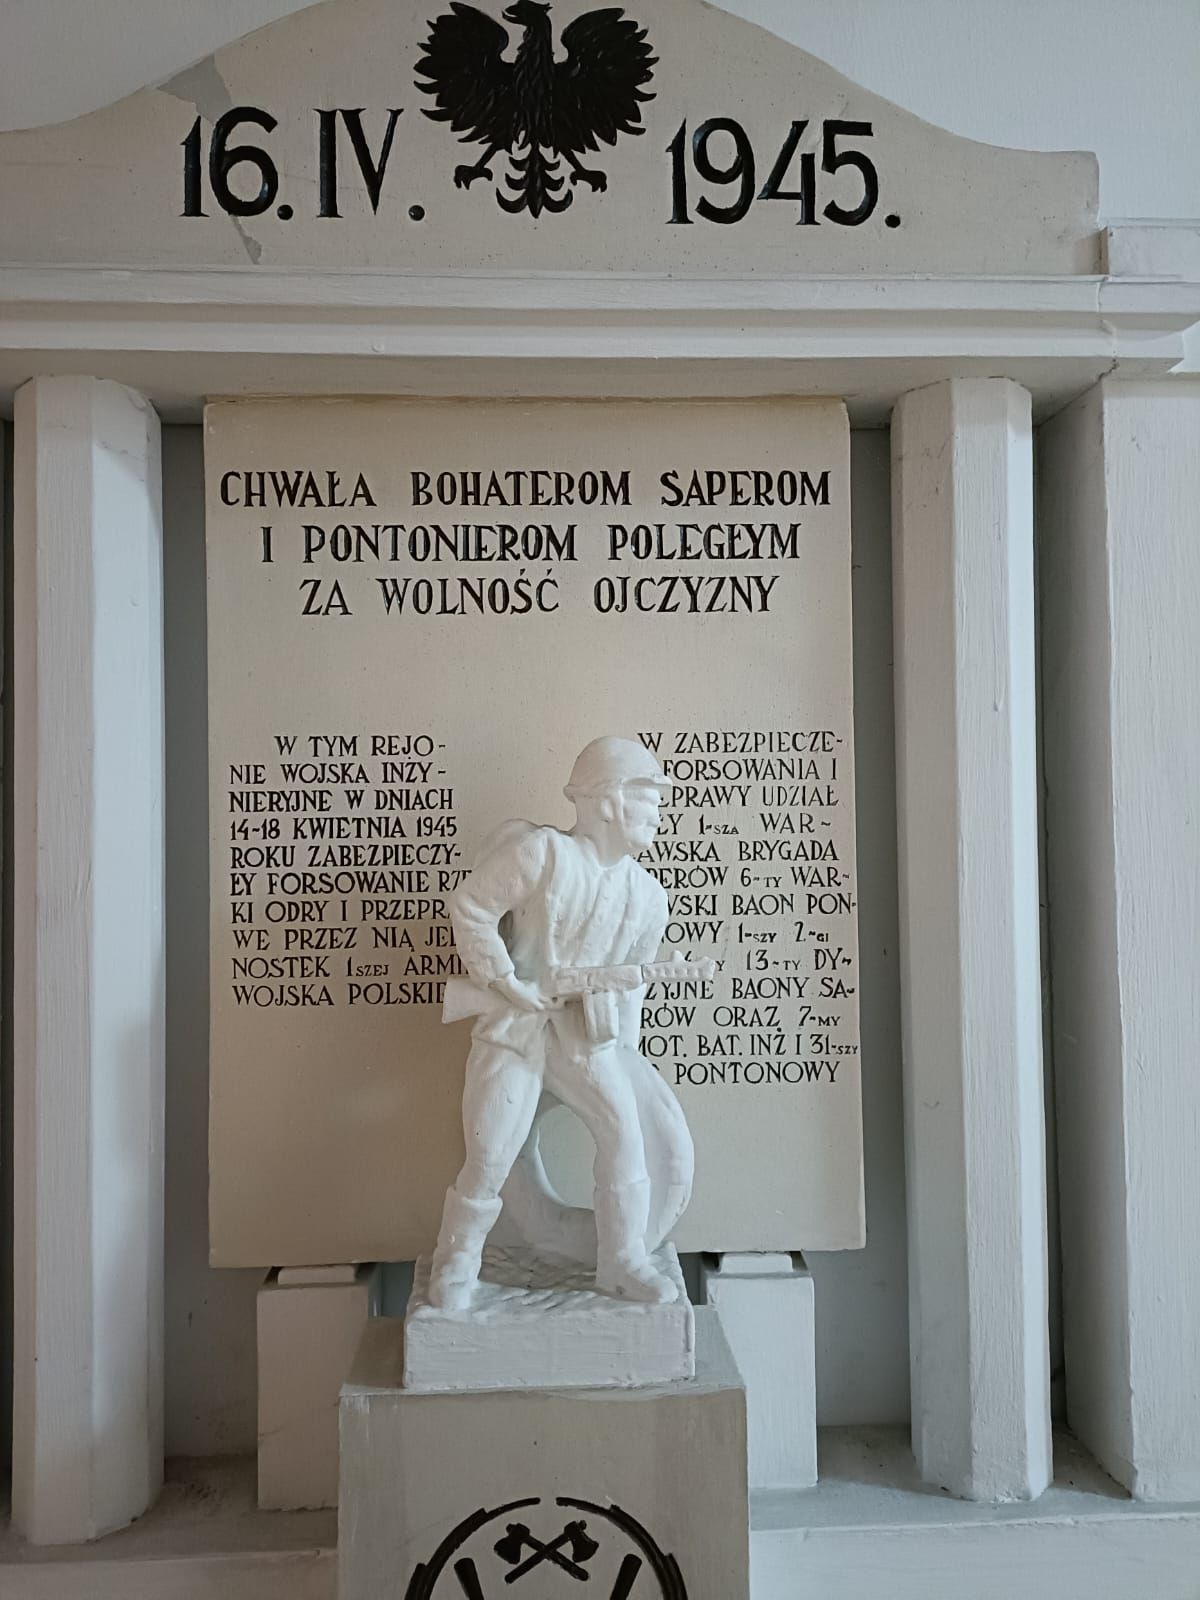 16. IV. 1945.
CHWAŁA BOHATEROM SAPEROM
I PONTONIEROM POLEGŁYM
ZA WOLNOŚĆ OJCZYZNY
W TYM REJO-
NIE WOJSKA INŻY-
NIERYJNE W DNIACH
14-18 KWIETNIA 1945
ROKU ZABEZPIECZY-
ŁY FORSOWANIE
KI ODRY I
WE PRZEZ NIĄ
NOSTEK 1SZEJ
WOJSKA
W ZABEZPIECZE-
FORSOWANIA I
UDZIAŁ
1-SZA WAR-
BRYGADA
6-TY WAR-
BAON PON-
1-SZY 2-GI
13-TY DY-
BAONY SA-
ORAZ 7-MY
MOT. BAT. INŻ I 31-SZY
PONTONOWY